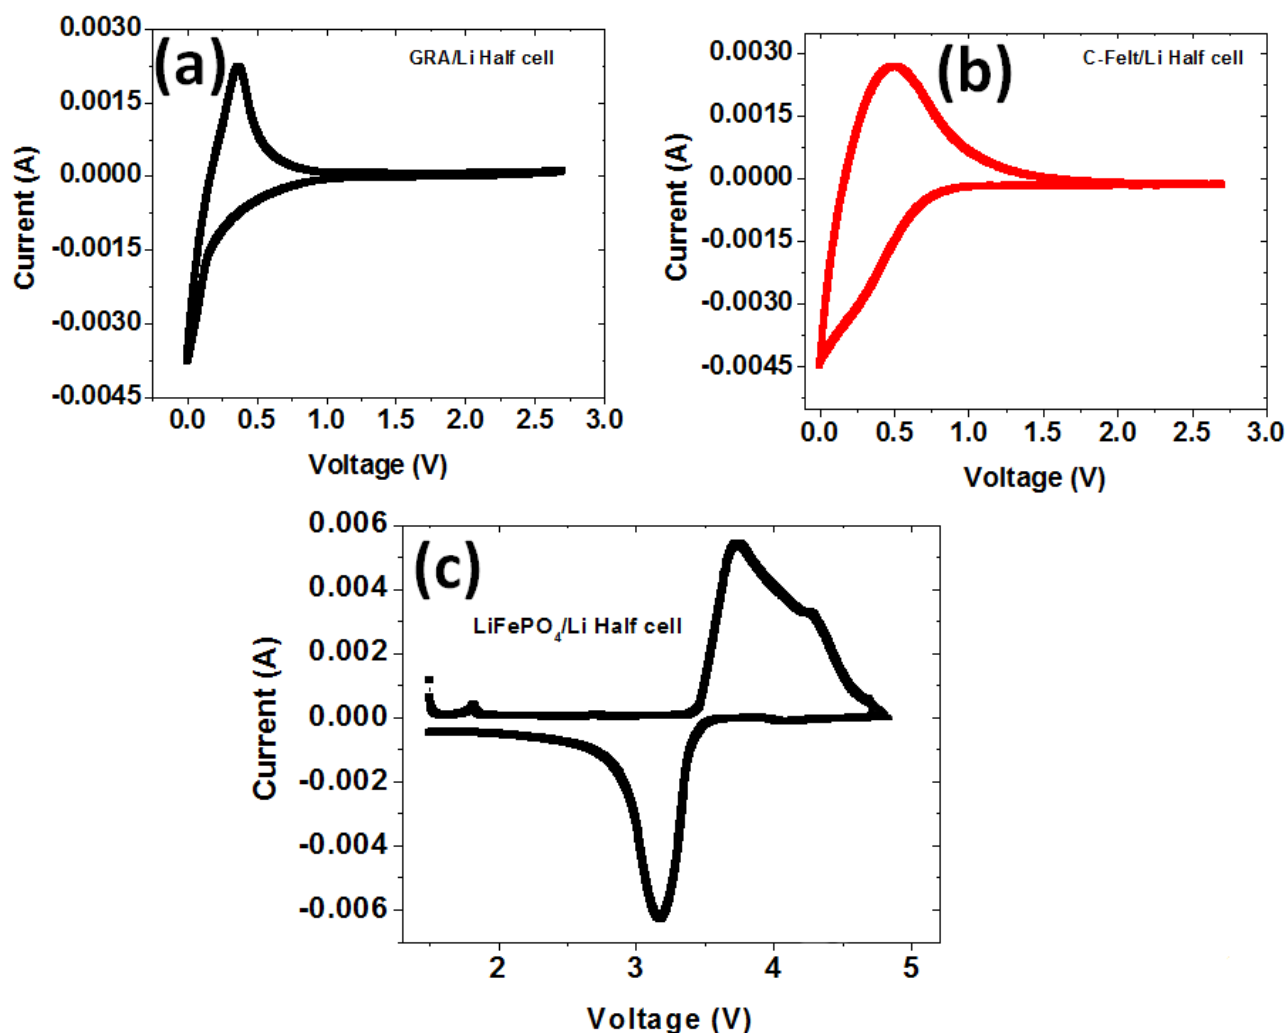 (a)
GRA/Li Half cell
Current (A)
0.0030
0.0015
0.0000
-0.0015
-0.0030
-0.0045
0.0 0.5 1.0 1.5 2.0 2.5 3.0
Voltage (V)
(b)
C-Felt/Li Half cell
Current (A)
0.0030
0.0015
0.0000
-0.0015
-0.0030
-0.0045
0.0 0.5 1.0 1.5 2.0 2.5 3.0
Voltage (V)
(c)
LiFePO₄/Li Half cell
Current (A)
0.006
0.004
0.002
0.000
-0.002
-0.004
-0.006
2 3 4 5
Voltage (V)